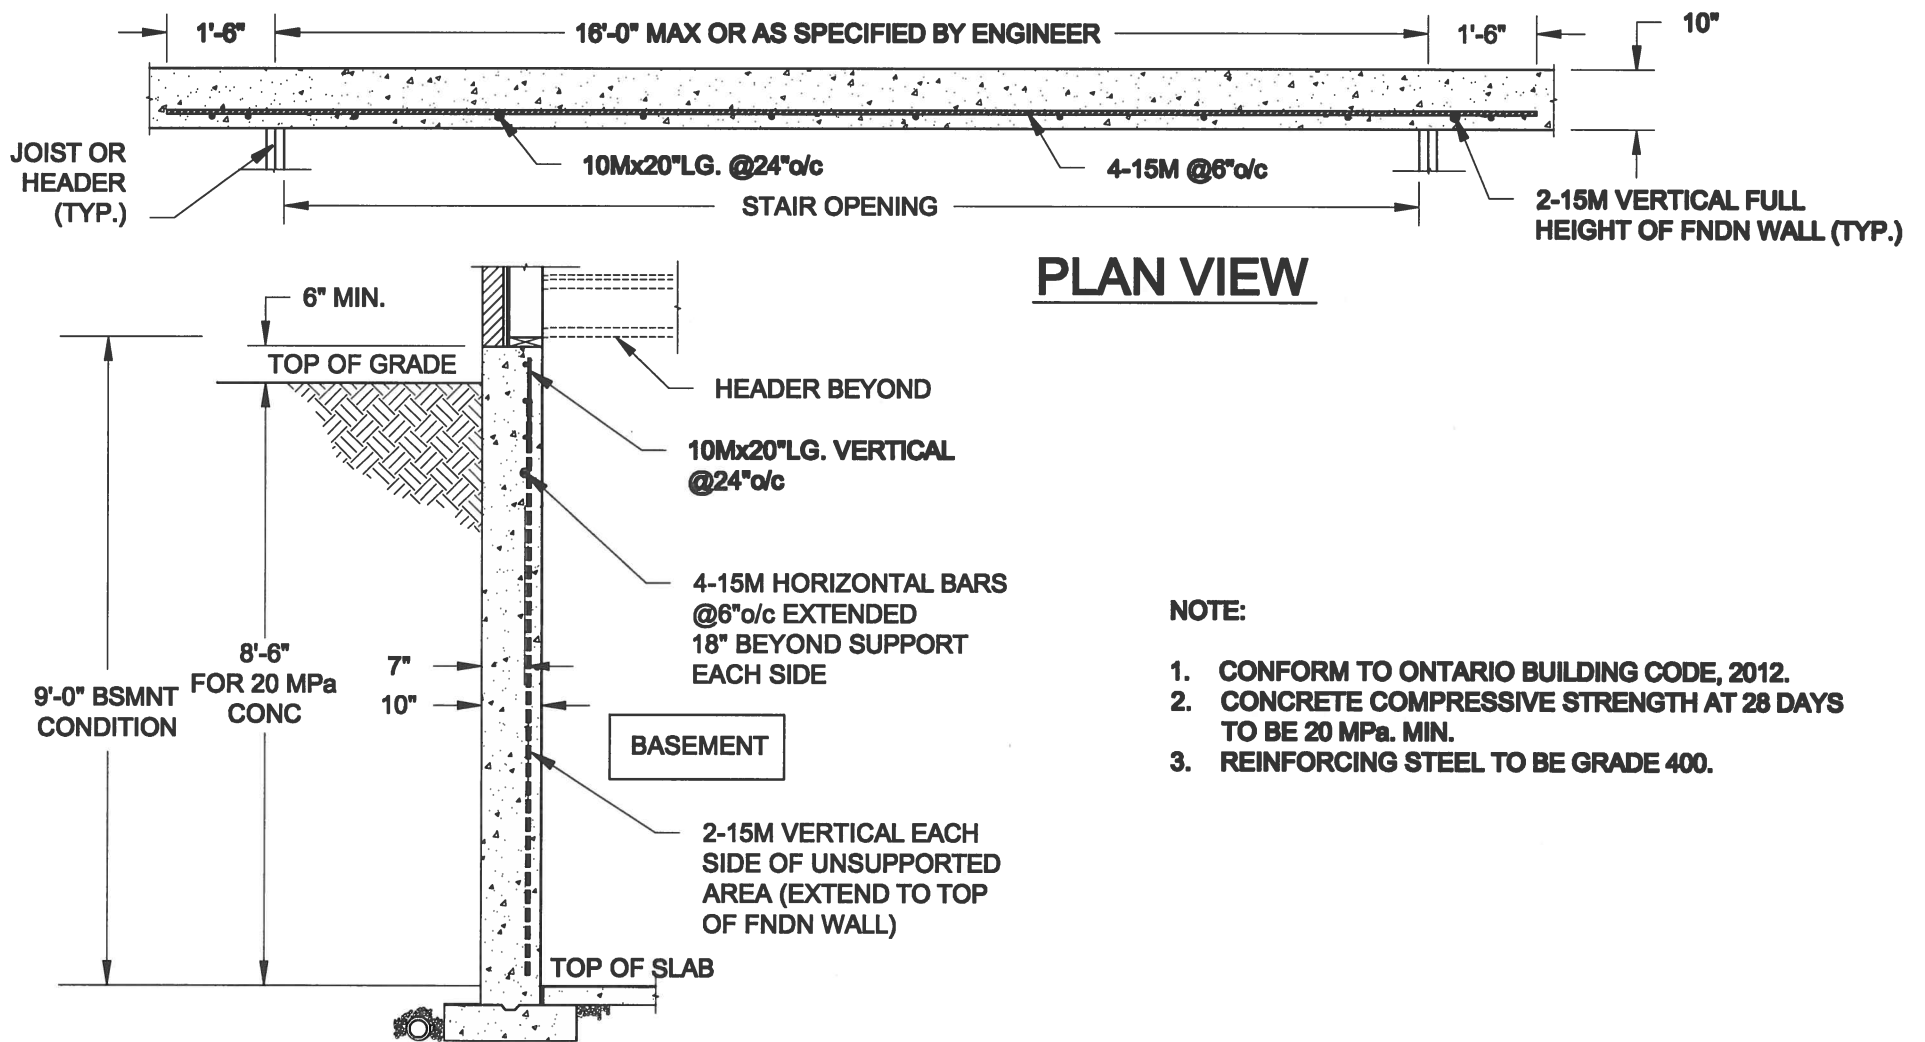 1'-6"
16'-0" MAX OR AS SPECIFIED BY ENGINEER
1'-6"
10"
JOIST OR
HEADER
(TYP.)
10Mx20"LG. @24"o/c
4-15M @6"o/c
STAIR OPENING
2-15M VERTICAL FULL
HEIGHT OF FNDN WALL (TYP.)
PLAN VIEW
6" MIN.
TOP OF GRADE
HEADER BEYOND
10Mx20"LG. VERTICAL
@24"o/c
4-15M HORIZONTAL BARS
@6"o/c EXTENDED
18" BEYOND SUPPORT
EACH SIDE
8'-6"
FOR 20 MPa
CONC
9'-0" BSMNT
CONDITION
7"
10"
BASEMENT
2-15M VERTICAL EACH
SIDE OF UNSUPPORTED
AREA (EXTEND TO TOP
OF FNDN WALL)
TOP OF SLAB
NOTE:
1. CONFORM TO ONTARIO BUILDING CODE, 2012.
2. CONCRETE COMPRESSIVE STRENGTH AT 28 DAYS
TO BE 20 MPa. MIN.
3. REINFORCING STEEL TO BE GRADE 400.